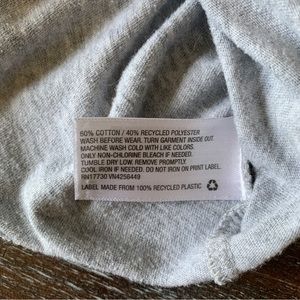 60% COTTON / 40% RECYCLED POLYESTER
WASH BEFORE WEAR. TURN GARMENT INSIDE OUT.
MACHINE WASH COLD WITH LIKE COLORS.
ONLY NON-CHLORINE BLEACH IF NEEDED.
TUMBLE DRY LOW. REMOVE PROMPTLY
COOL IRON IF NEEDED. DO NOT IRON ON PRINT LABEL.
RN17730 VN4256449
LABEL MADE FROM 100% RECYCLED PLASTIC